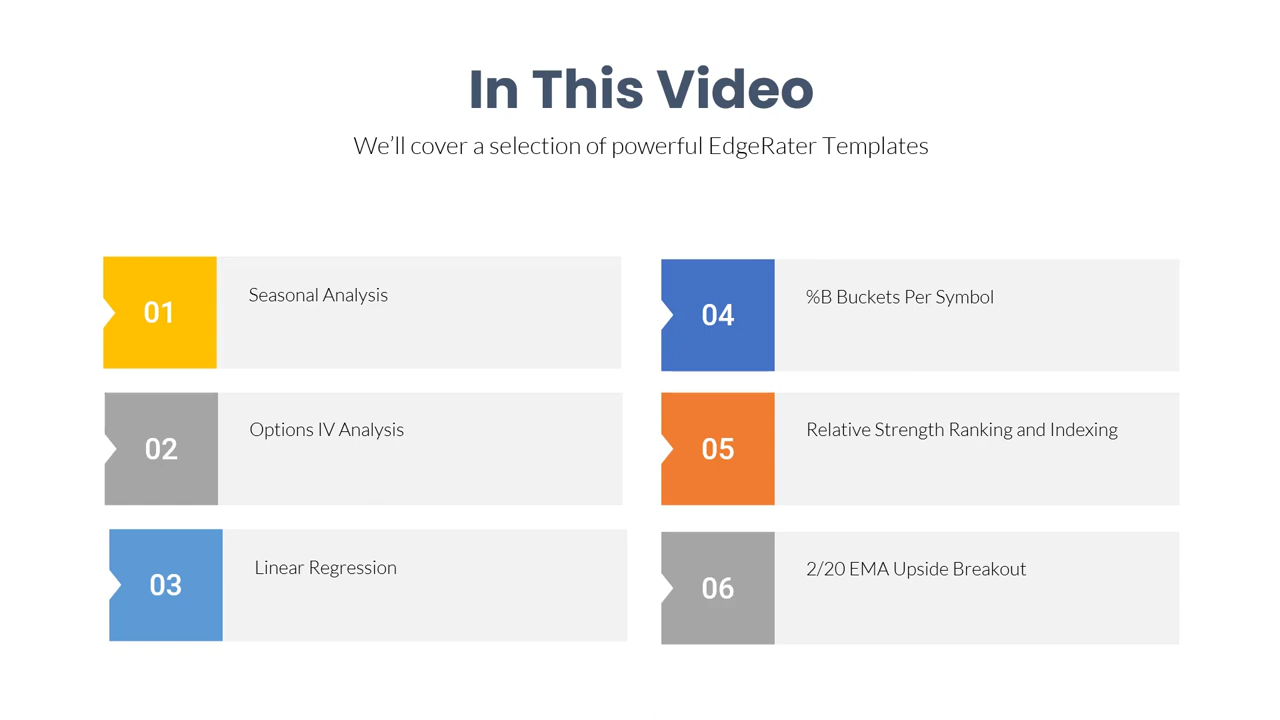 In This Video
We’ll cover a selection of powerful EdgeRater Templates
01
Seasonal Analysis
02
Options IV Analysis
03
Linear Regression
04
%B Buckets Per Symbol
05
Relative Strength Ranking and Indexing
06
2/20 EMA Upside Breakout